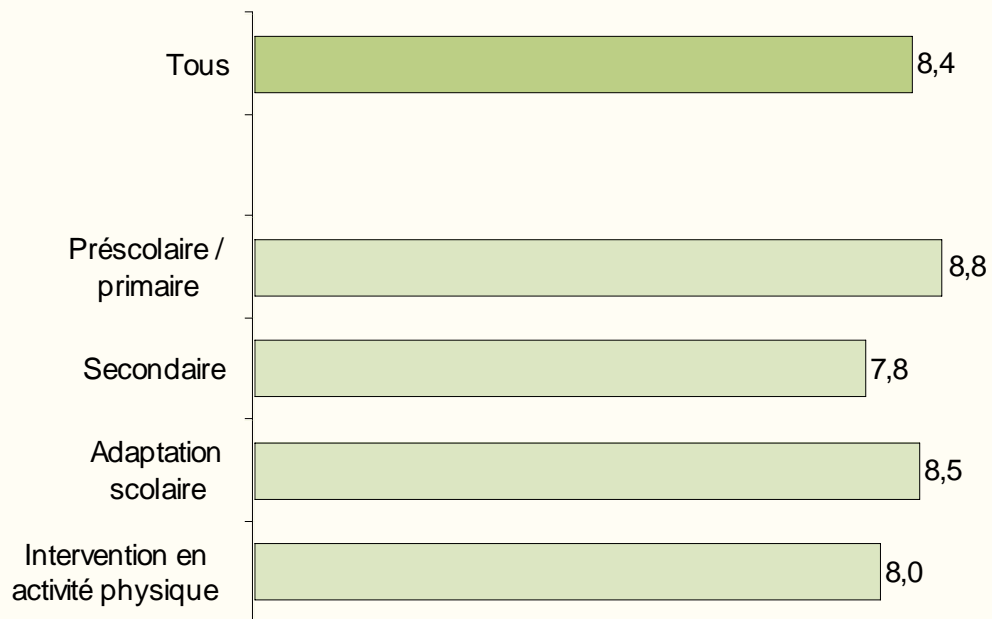 Tous
8,4
Préscolaire /
primaire
8,8
Secondaire
7,8
Adaptation
scolaire
8,5
Intervention en
activité physique
8,0